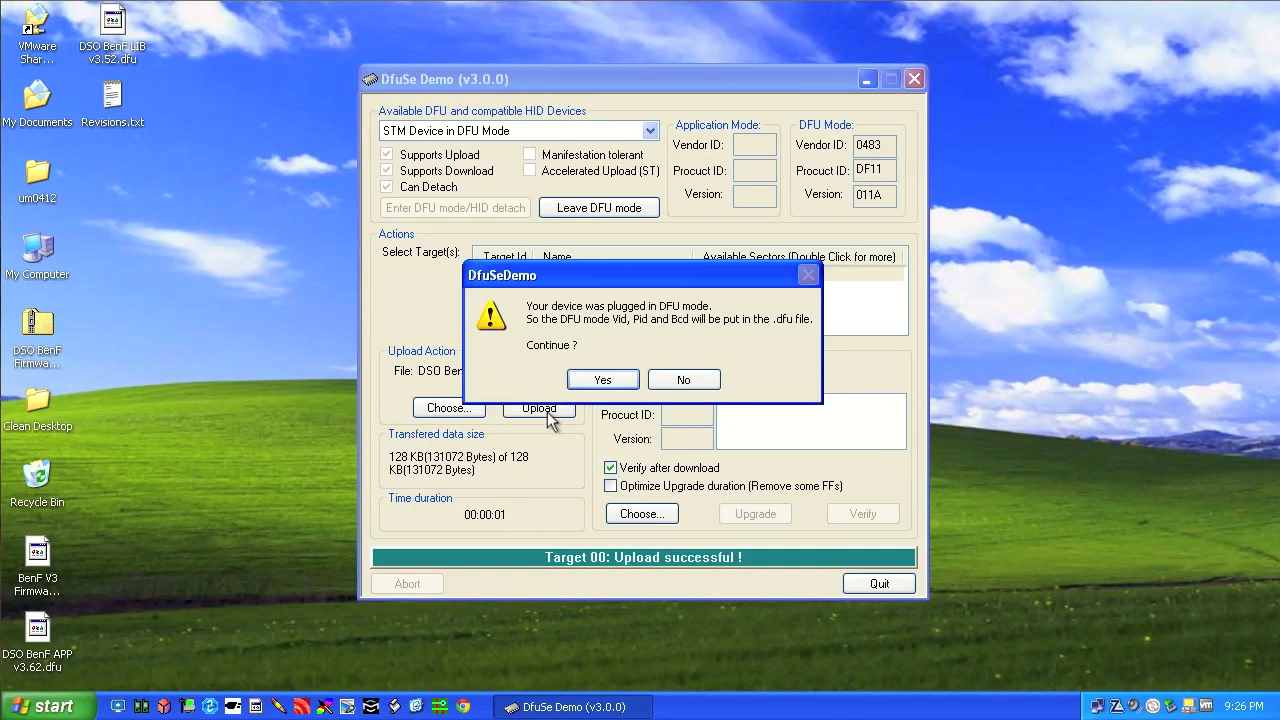 VMware
Shar...
DSO BenF LIB
v3.52.dfu
My Documents
Revisions.txt
um0412
My Computer
DSO BenF
Firmwa...
Clean Desktop
Recycle Bin
BenF V3
Firmwa...
DSO BenF APP
v3.62.dfu
DfuSe Demo (v3.0.0)
Available DFU and compatible HID Devices
STM Device in DFU Mode
Supports Upload
Manifestation tolerant
Supports Download
Accelerated Upload (ST)
Can Detach
Enter DFU mode/HID detach
Leave DFU mode
Application Mode:
Vendor ID:
Procuct ID:
Version:
DFU Mode:
Vendor ID: 0483
Procuct ID: DF11
Version: 011A
Actions
Select Target(s):
Target Id
Name
Available Sectors (Double Click for more)
DfuSeDemo
Your device was plugged in DFU mode.
So the DFU mode Vid, Pid and Bcd will be put in the .dfu file.
Continue ?
Yes
No
Upload Action
File: DSO Ben
Choose...
Upload
Transfered data size
128 KB(131072 Bytes) of 128
KB(131072 Bytes)
Time duration
00:00:01
Procuct ID:
Version:
Verify after download
Optimize Upgrade duration (Remove some FFs)
Choose...
Upgrade
Verify
Target 00: Upload successful !
Abort
Quit
start
DfuSe Demo (v3.0.0)
9:26 PM